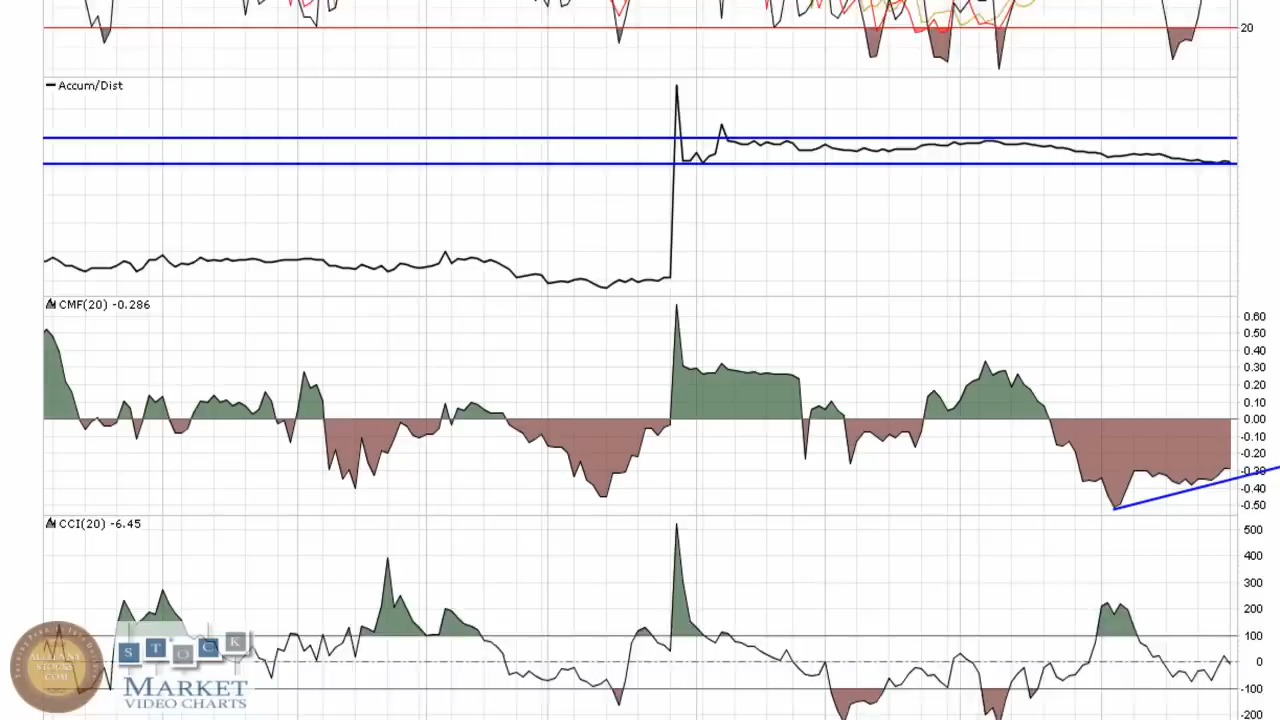 20
Accum/Dist
CMF(20) -0.286
0.60
0.50
0.40
0.30
0.20
0.10
0.00
-0.10
-0.20
-0.30
-0.40
-0.50
CCI(20) -6.45
500
400
300
200
100
0
-100
-200
STOCK
MARKET
VIDEO CHARTS
STOCKS
.COM